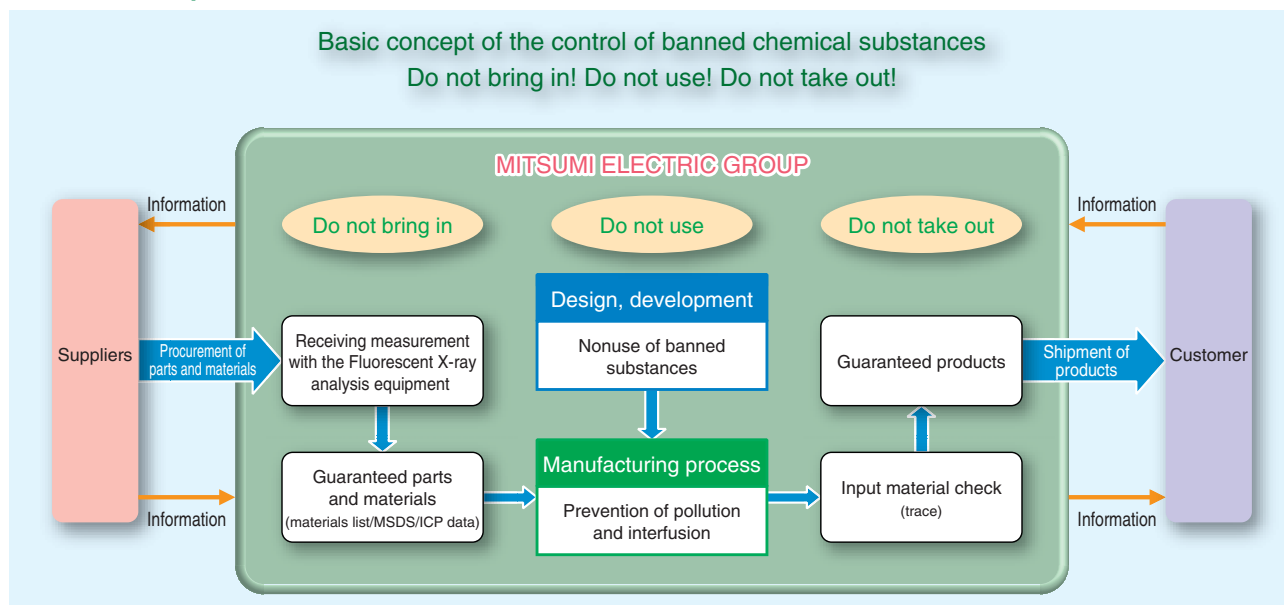 Basic concept of the control of banned chemical substances
Do not bring in! Do not use! Do not take out!
MITSUMI ELECTRIC GROUP
Information
Do not bring in
Do not use
Do not take out
Information
Suppliers
Procurement of
parts and materials
Receiving measurement
with the Fluorescent X-ray
analysis equipment
Design, development
Nonuse of banned
substances
Guaranteed products
Shipment of
products
Customer
Guaranteed parts
and materials
(materials list/MSDS/ICP data)
Manufacturing process
Prevention of pollution
and interfusion
Input material check
(trace)
Information
Information